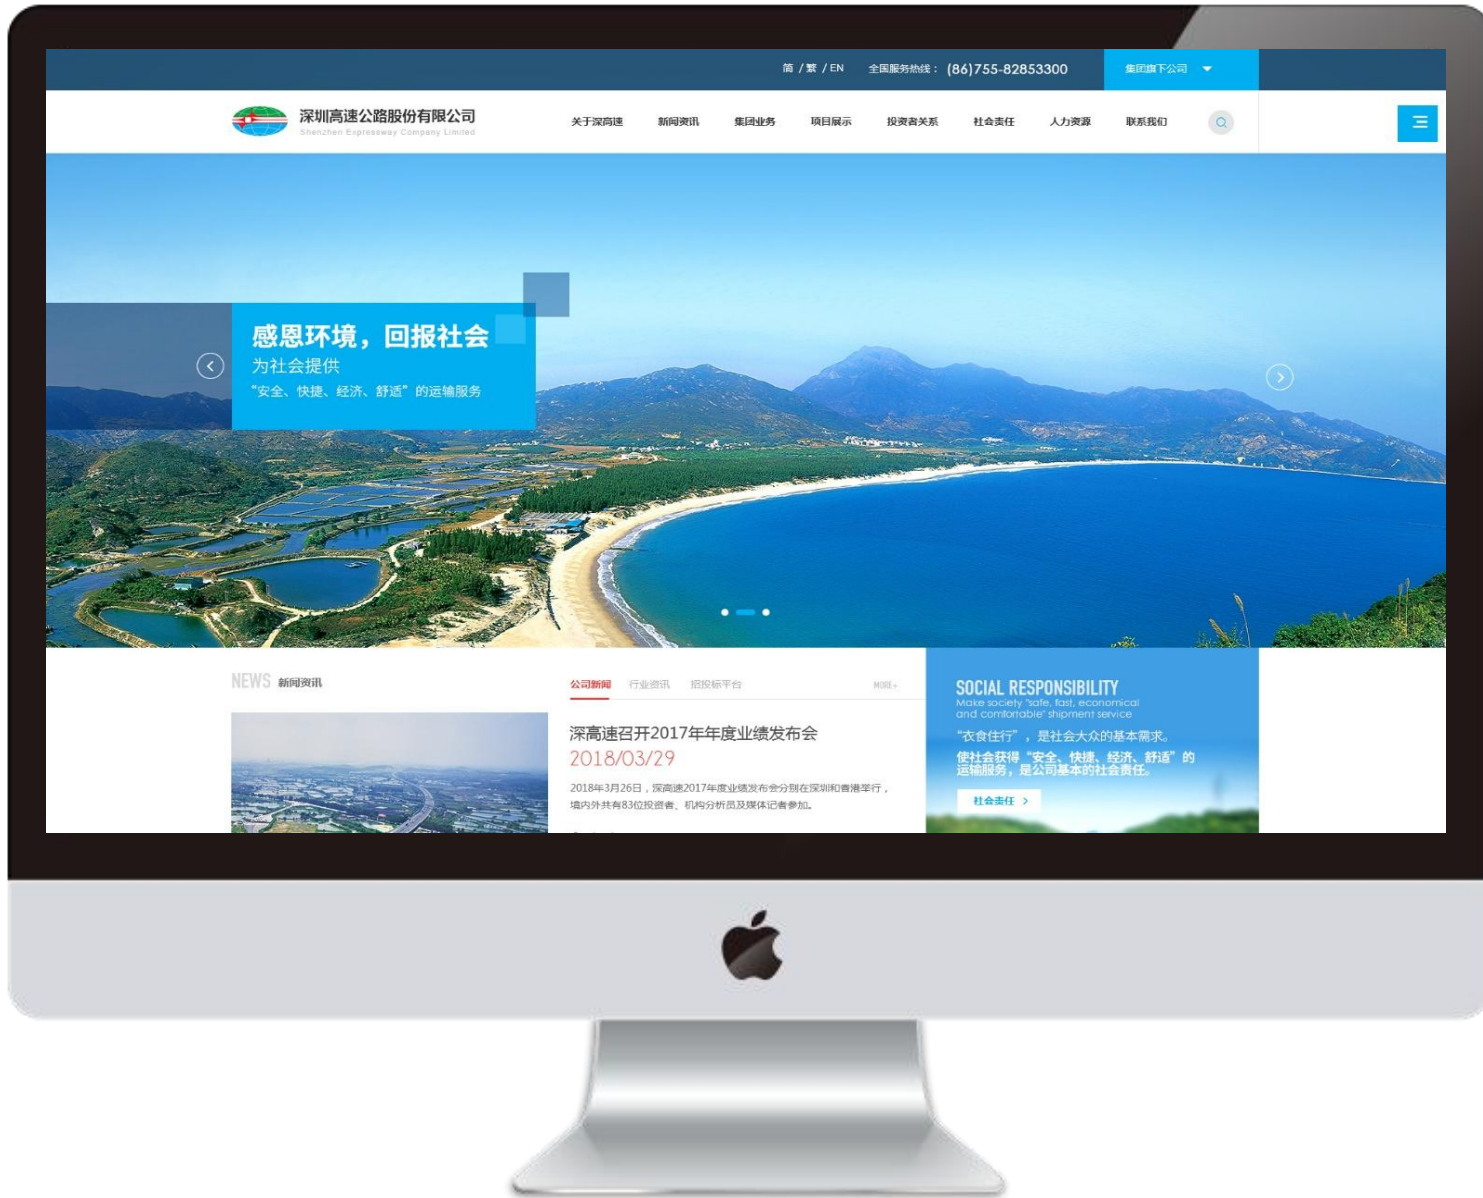 简 / 繁 / EN 全国服务热线： (86)755-82853300 集团旗下公司
深圳高速公路股份有限公司
Shenzhen Expressway Company Limited
关于深高速 新闻资讯 集团业务 项目展示 投资者关系 社会责任 人力资源 联系我们
感恩环境，回报社会
为社会提供
“安全、快捷、经济、舒适”的运输服务
NEWS 新闻资讯
公司新闻 行业资讯 招投标平台 MORE+
深高速召开2017年年度业绩发布会
2018/03/29
2018年3月26日，深高速2017年度业绩发布会分别在深圳和香港举行，
境内外共有83位投资者、机构分析员及媒体记者参加。
SOCIAL RESPONSIBILITY
Make society "safe, fast, economical
and comfortable" shipment service
“衣食住行”，是社会大众的基本需求。
使社会获得“安全、快捷、经济、舒适”的
运输服务，是公司基本的社会责任。
社会责任 >